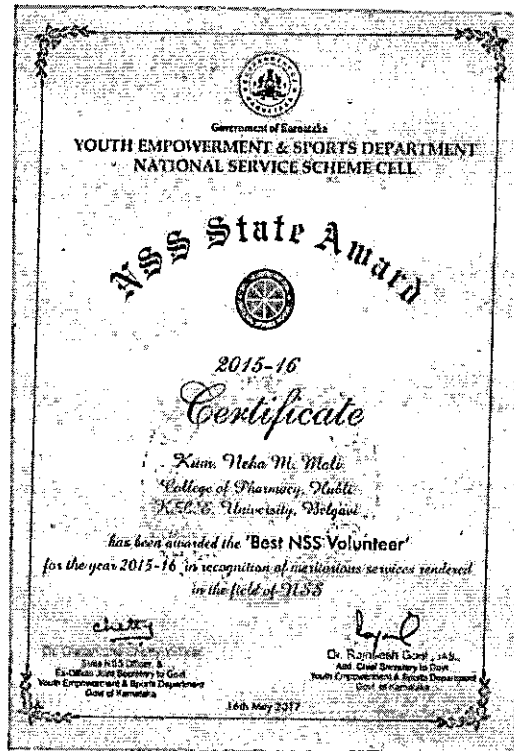 Government of Karnataka
YOUTH EMPOWERMENT & SPORTS DEPARTMENT
NATIONAL SERVICE SCHEME CELL
NSS State Award
2015-16
Certificate
Kum. Neha M. Mali
College of Pharmacy, Hubli
University, Belgavi
has been awarded the 'Best NSS Volunteer'
for the year 2015-16 in recognition of meritorious services rendered
in the field of NSS
Dr.
State NSS Officer, &
Ex-Officio Joint Secretary to Govt
Youth Empowerment & Sports Department
Govt of Karnataka
Dr. IAS.,
Add. Chief Secretary to Govt
Youth Empowerment & Sports Department
Govt of Karnataka
16th May 2017